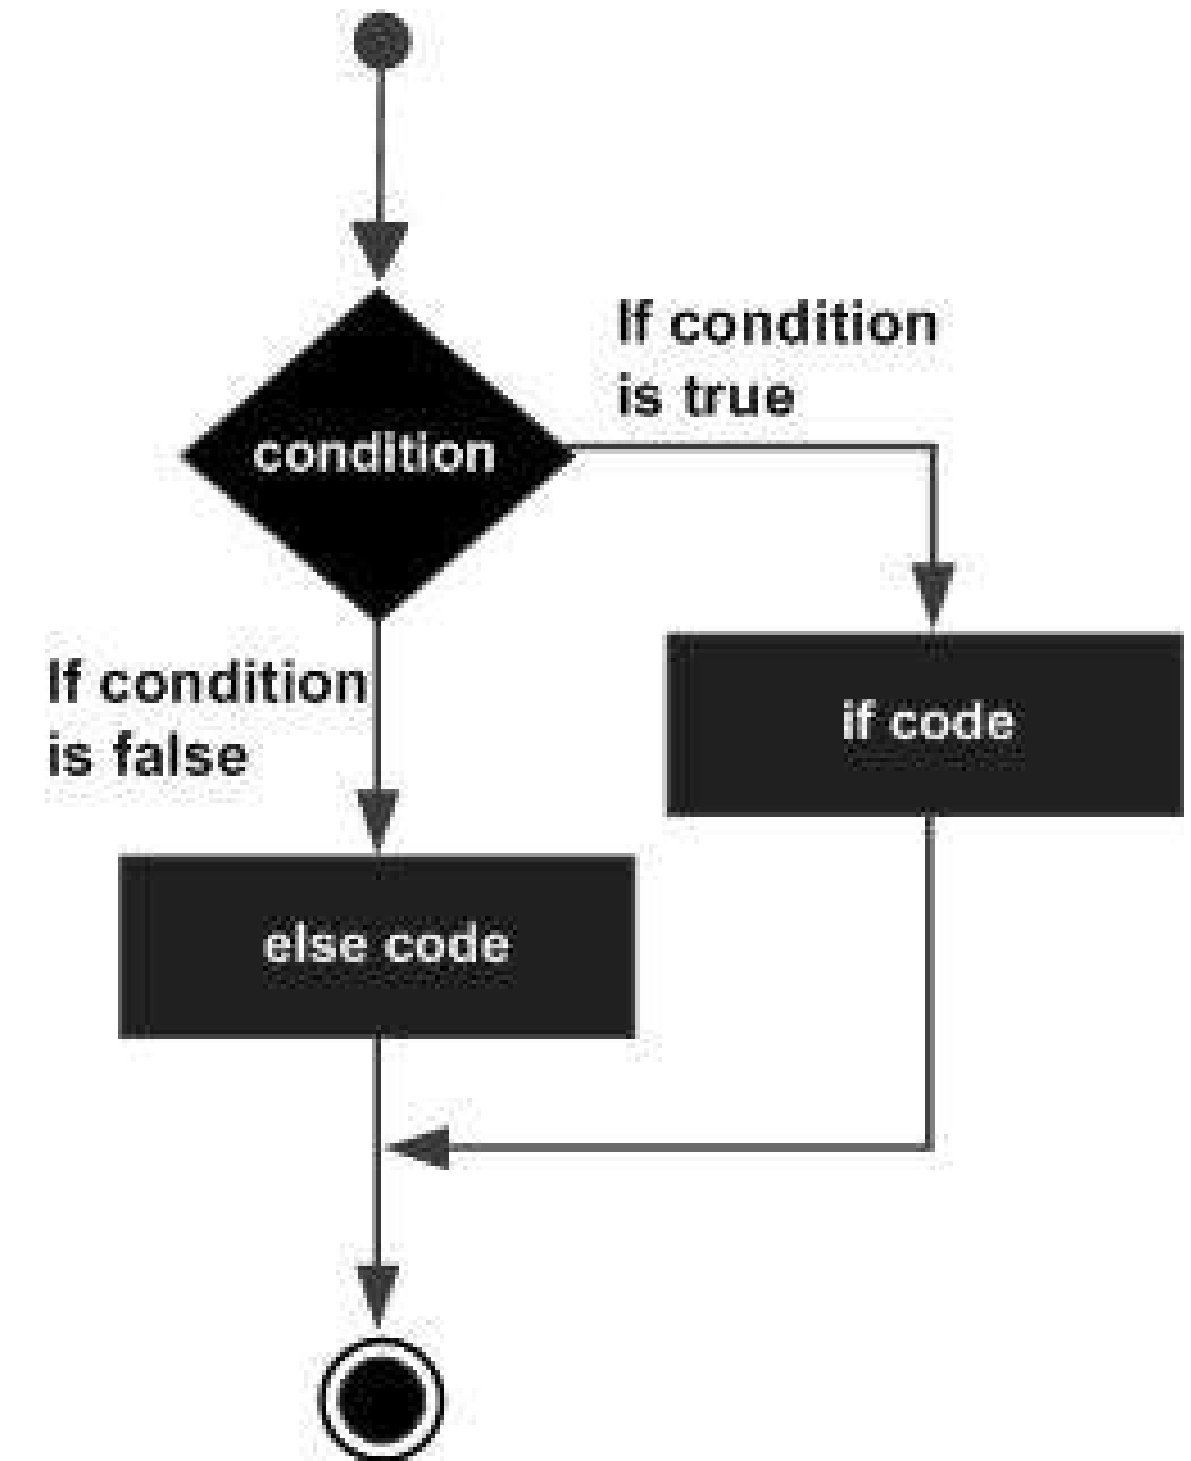 If condition
is true
condition
If condition
is false
if code
else code